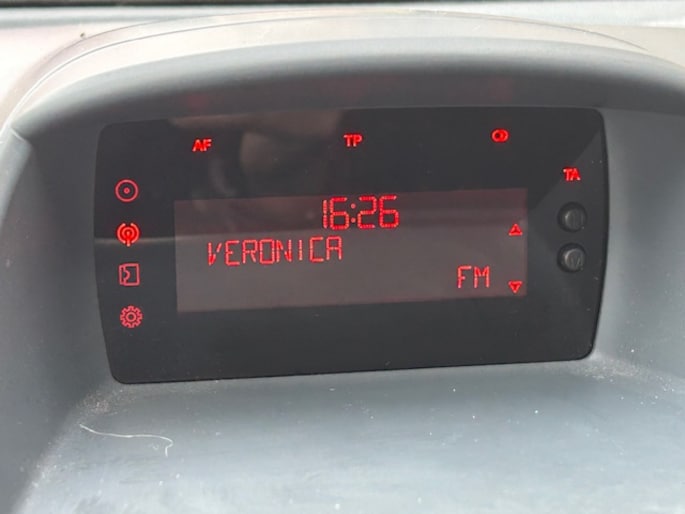 AF TP
TA
16:26
VERONICA
FM